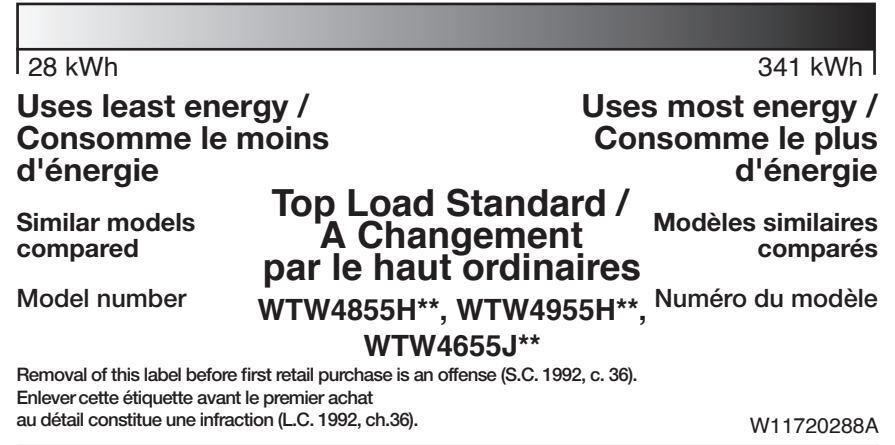 28 kWh 341 kWh
Uses least energy / Uses most energy /
Consomme le moins Consomme le plus
d'énergie d'énergie
Top Load Standard /
Similar models Modèles similaires
A Changement
compared comparés
par le haut ordinaires
Model number WTW4855H**, WTW4955H**, Numéro du modèle
WTW4655J**
Removal of this label before first retail purchase is an offense (S.C. 1992, c. 36).
Enlever cette étiquette avant le premier achat
au détail constitue une infraction (L.C. 1992, ch.36).
W11720288A